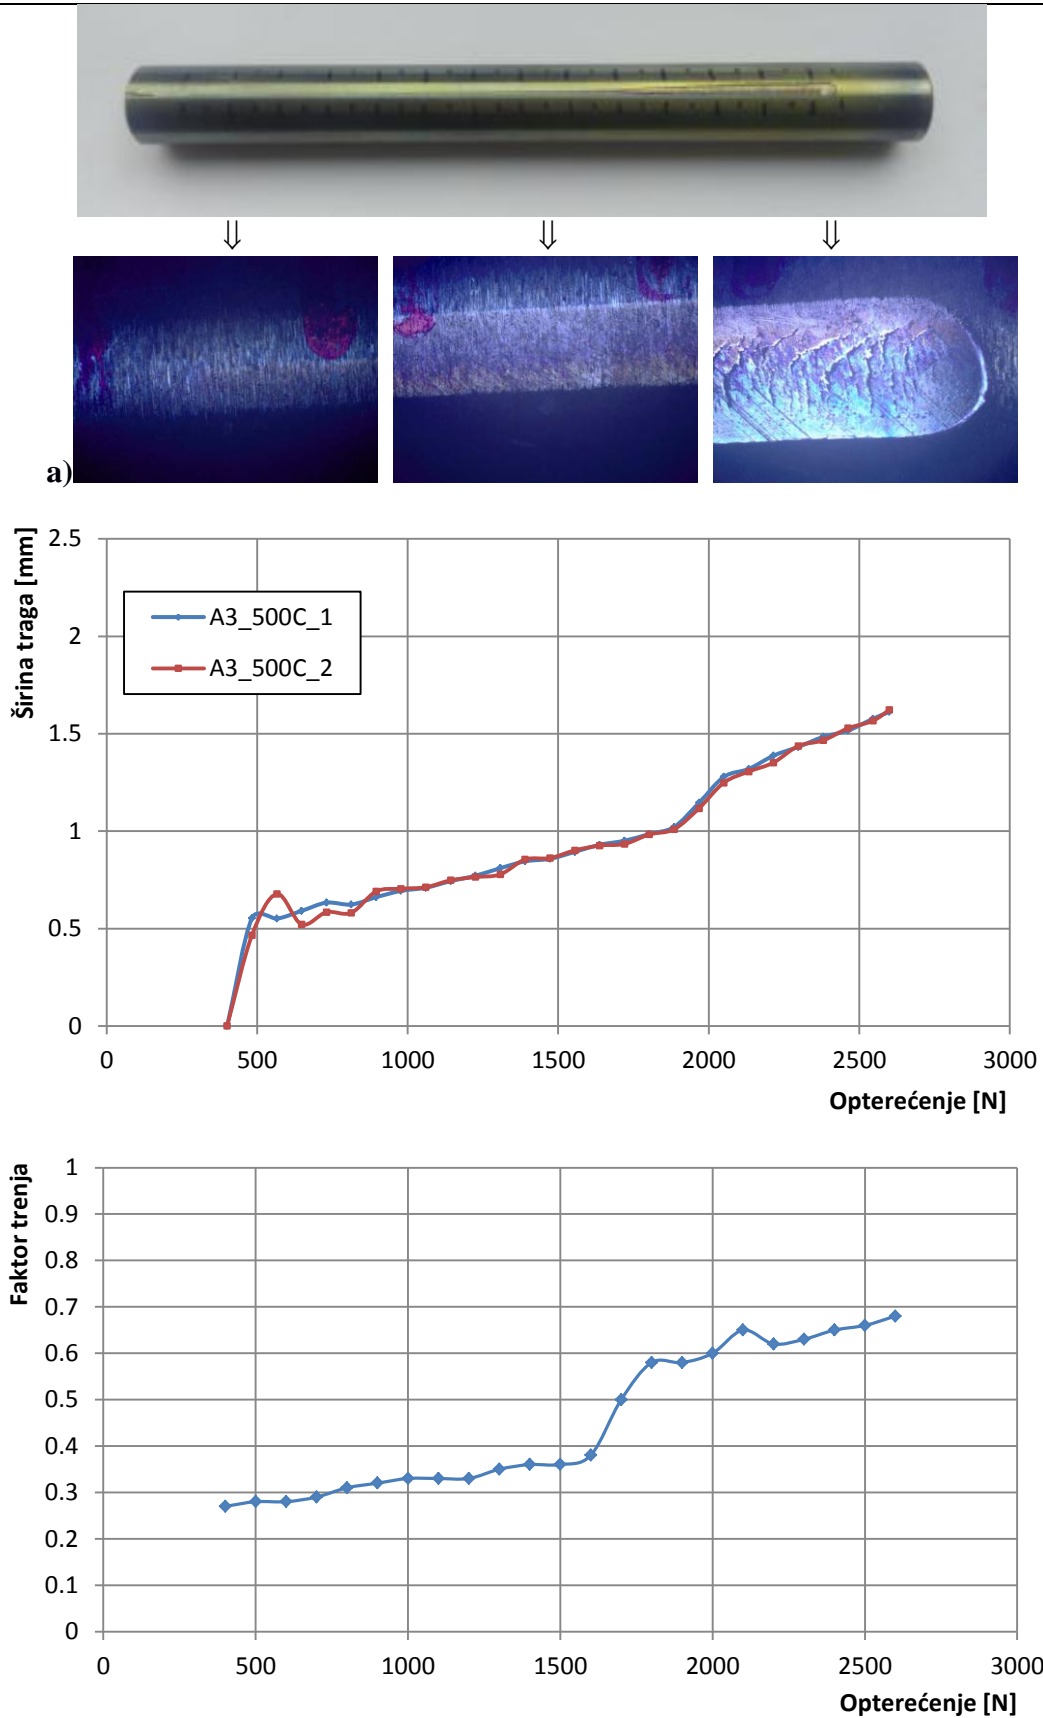 ⇓ ⇓ ⇓
a)
Širina traga [mm]
2.5
2
1.5
1
0.5
0
A3_500C_1
A3_500C_2
0 500 1000 1500 2000 2500 3000
Opterećenje [N]
Faktor trenja
1
0.9
0.8
0.7
0.6
0.5
0.4
0.3
0.2
0.1
0
0 500 1000 1500 2000 2500 3000
Opterećenje [N]